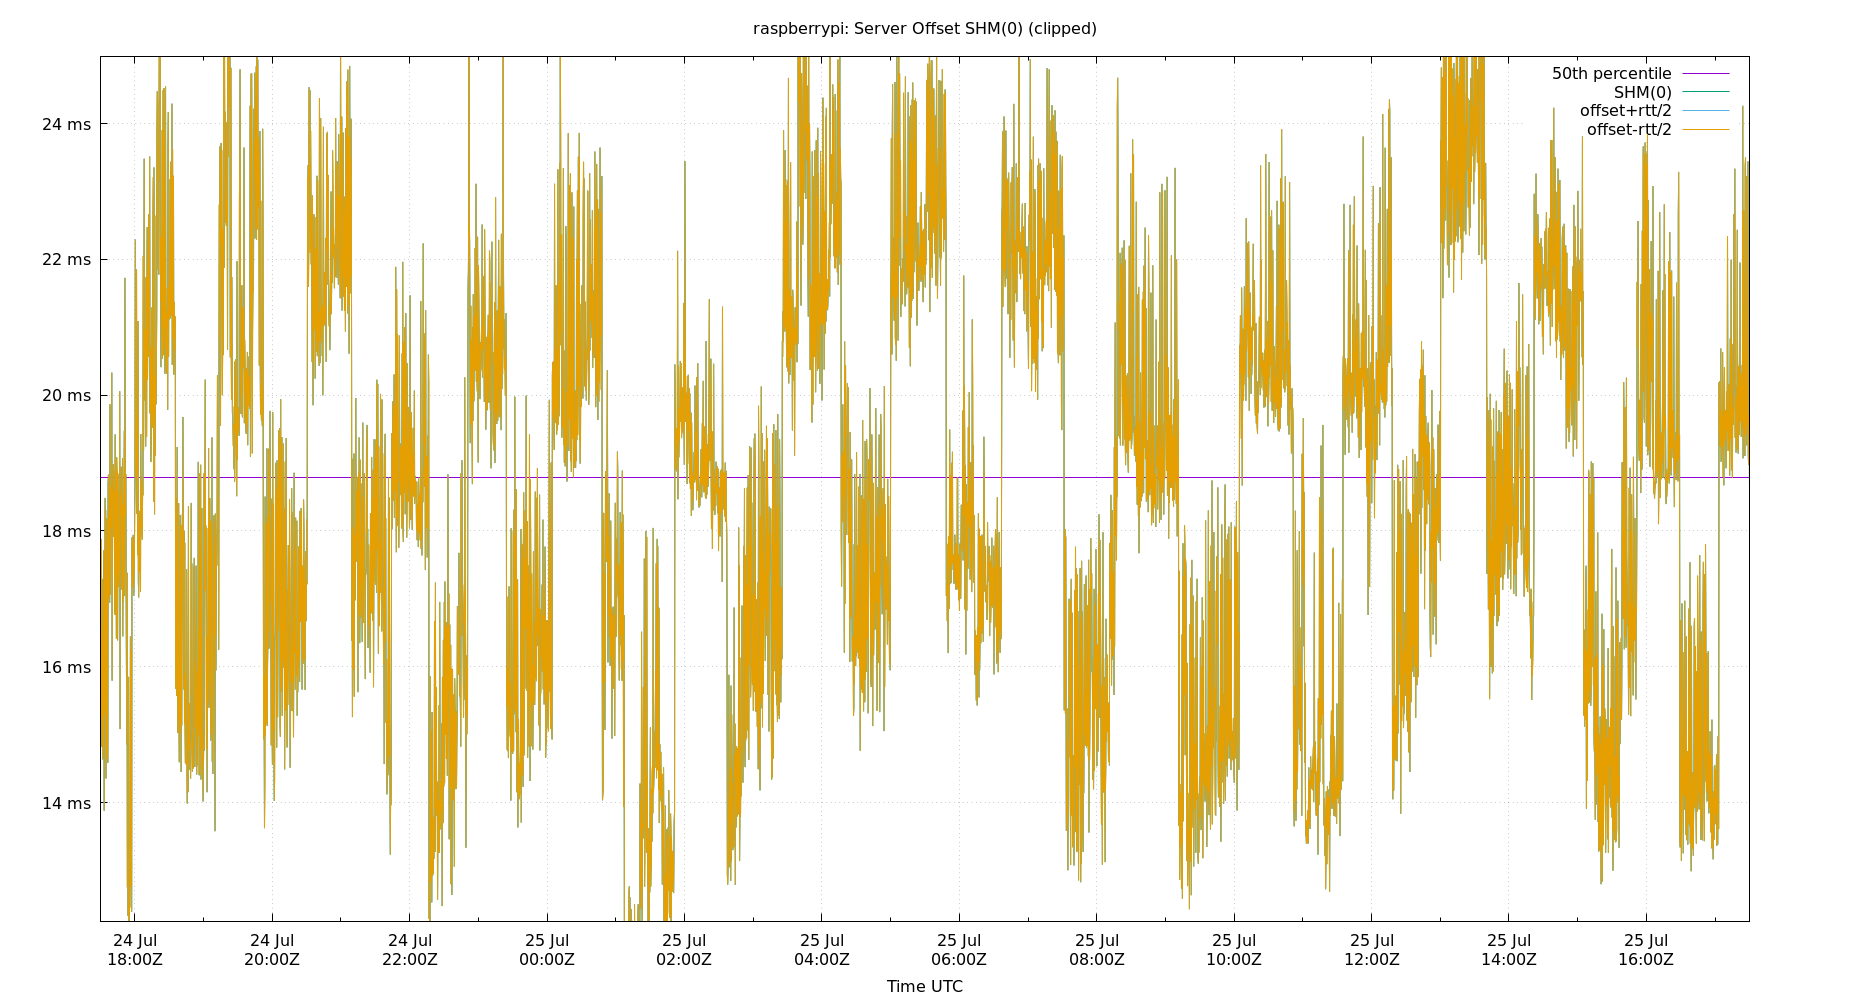 raspberrypi: Server Offset SHM(0) (clipped)
50th percentile
SHM(0)
offset+rtt/2
offset-rtt/2
24 ms
22 ms
20 ms
18 ms
16 ms
14 ms
24 Jul 24 Jul 24 Jul 25 Jul 25 Jul 25 Jul 25 Jul 25 Jul 25 Jul 25 Jul 25 Jul 25 Jul
18:00Z 20:00Z 22:00Z 00:00Z 02:00Z 04:00Z 06:00Z 08:00Z 10:00Z 12:00Z 14:00Z 16:00Z
Time UTC